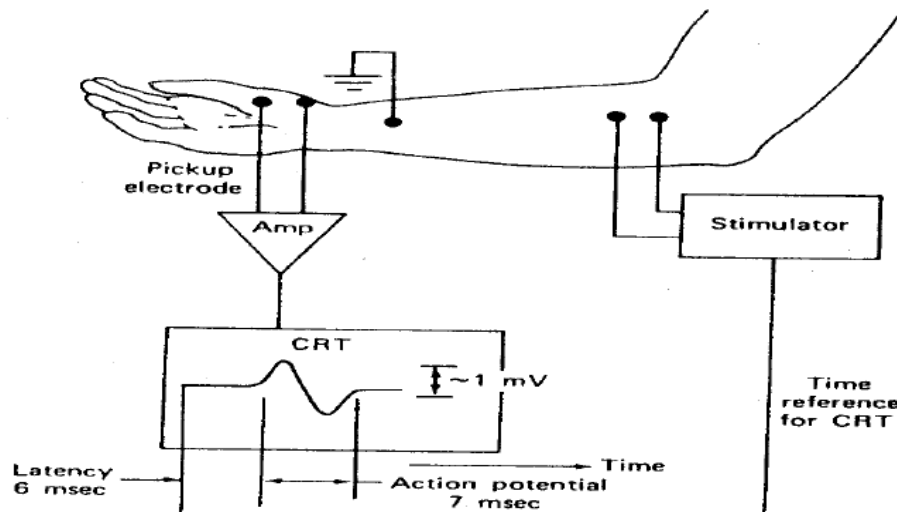 Pickup
electrode
Amp
Stimulator
CRT
~1 mV
Time
reference
for CRT
Latency
6 msec
Time
Action potential
7 msec